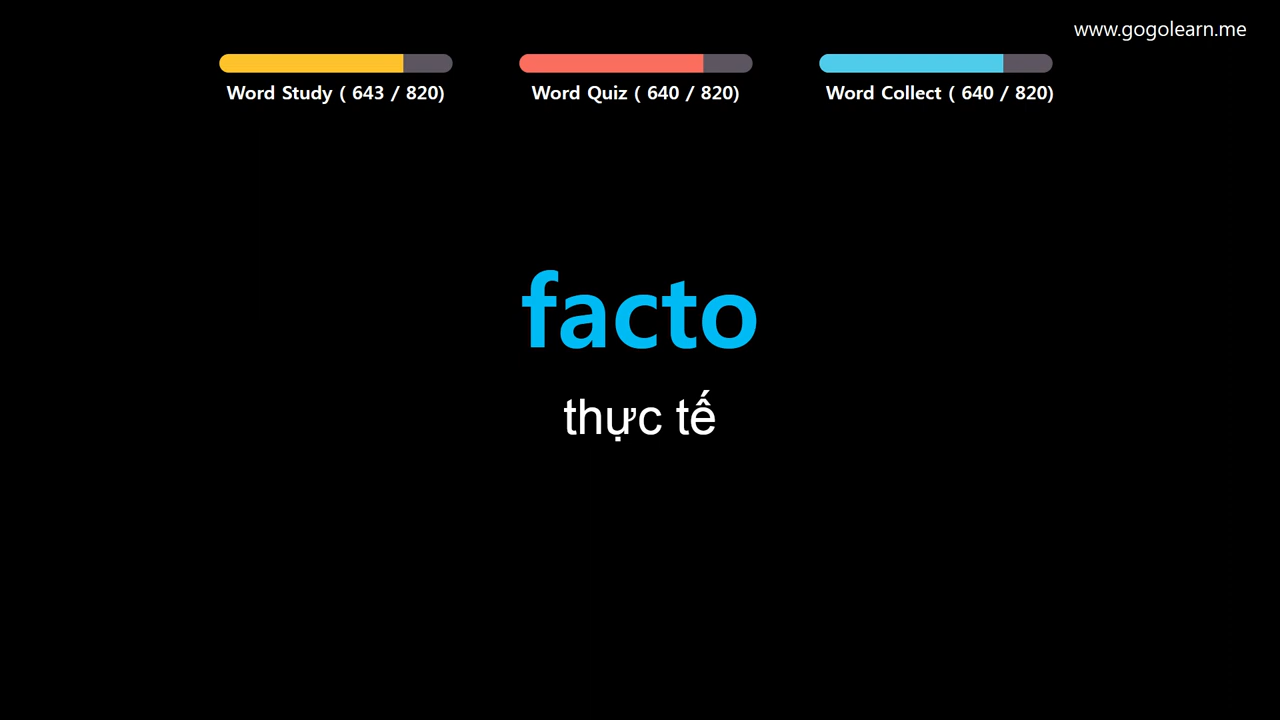 www.gogolearn.me
Word Study ( 643 / 820)
Word Quiz ( 640 / 820)
Word Collect ( 640 / 820)
facto
thực tế